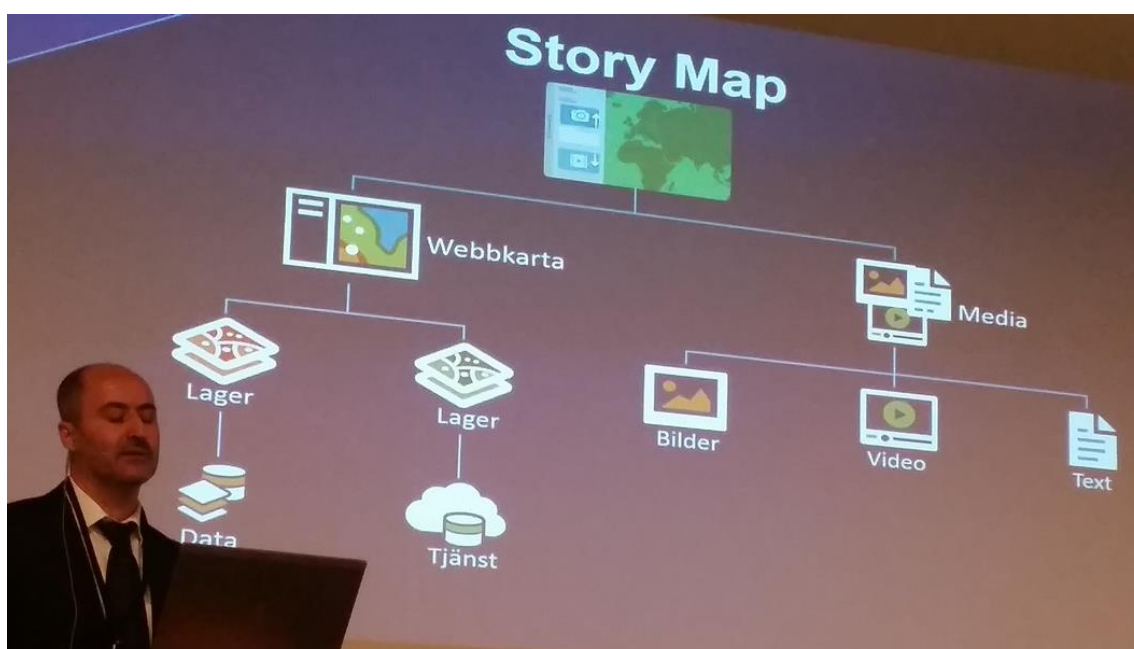 Story Map
Webbkarta
Media
Lager
Lager
Bilder
Video
Text
Data
Tjänst